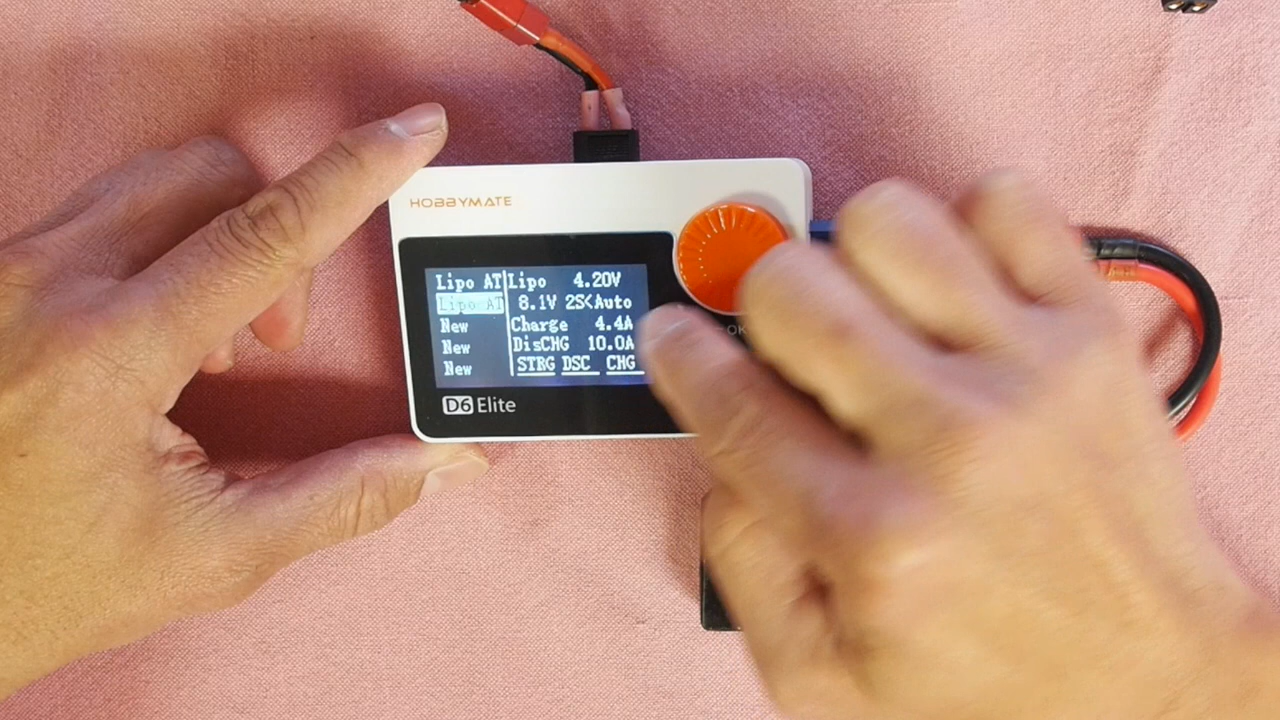 HOBBYMATE
Lipo AT Lipo 4.20V
Lipo AT 8.1V 2S<Auto
New Charge 4.4A
New DisCHG 10.0A
New STRG DSC CHG
OK
D6 Elite